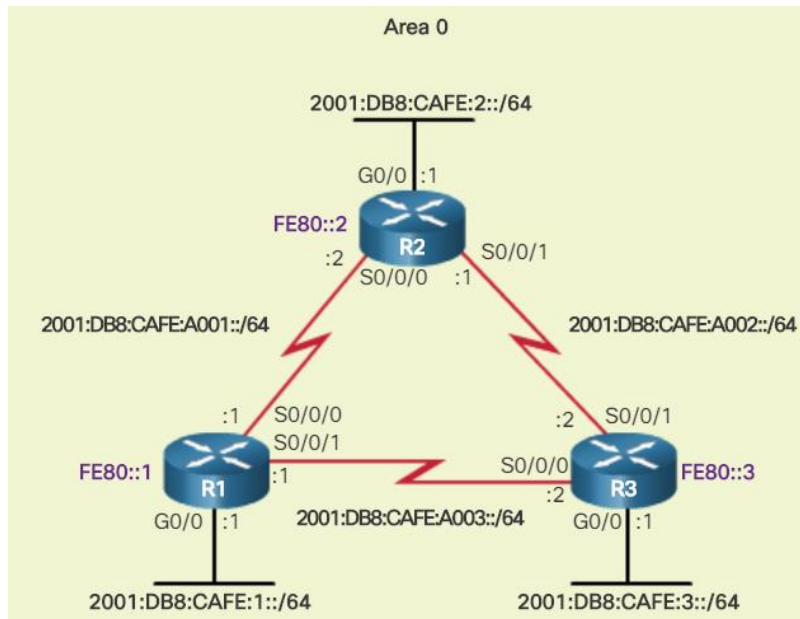 Area 0
2001:DB8:CAFE:2::/64
G0/0 :1
FE80::2
R2
:2
S0/0/0
:1
S0/0/1
2001:DB8:CAFE:A001::/64
2001:DB8:CAFE:A002::/64
:1
S0/0/0
S0/0/1
:1
FE80::1
R1
G0/0 :1
2001:DB8:CAFE:A003::/64
:2
S0/0/1
S0/0/0
:2
FE80::3
R3
G0/0 :1
2001:DB8:CAFE:1::/64
2001:DB8:CAFE:3::/64